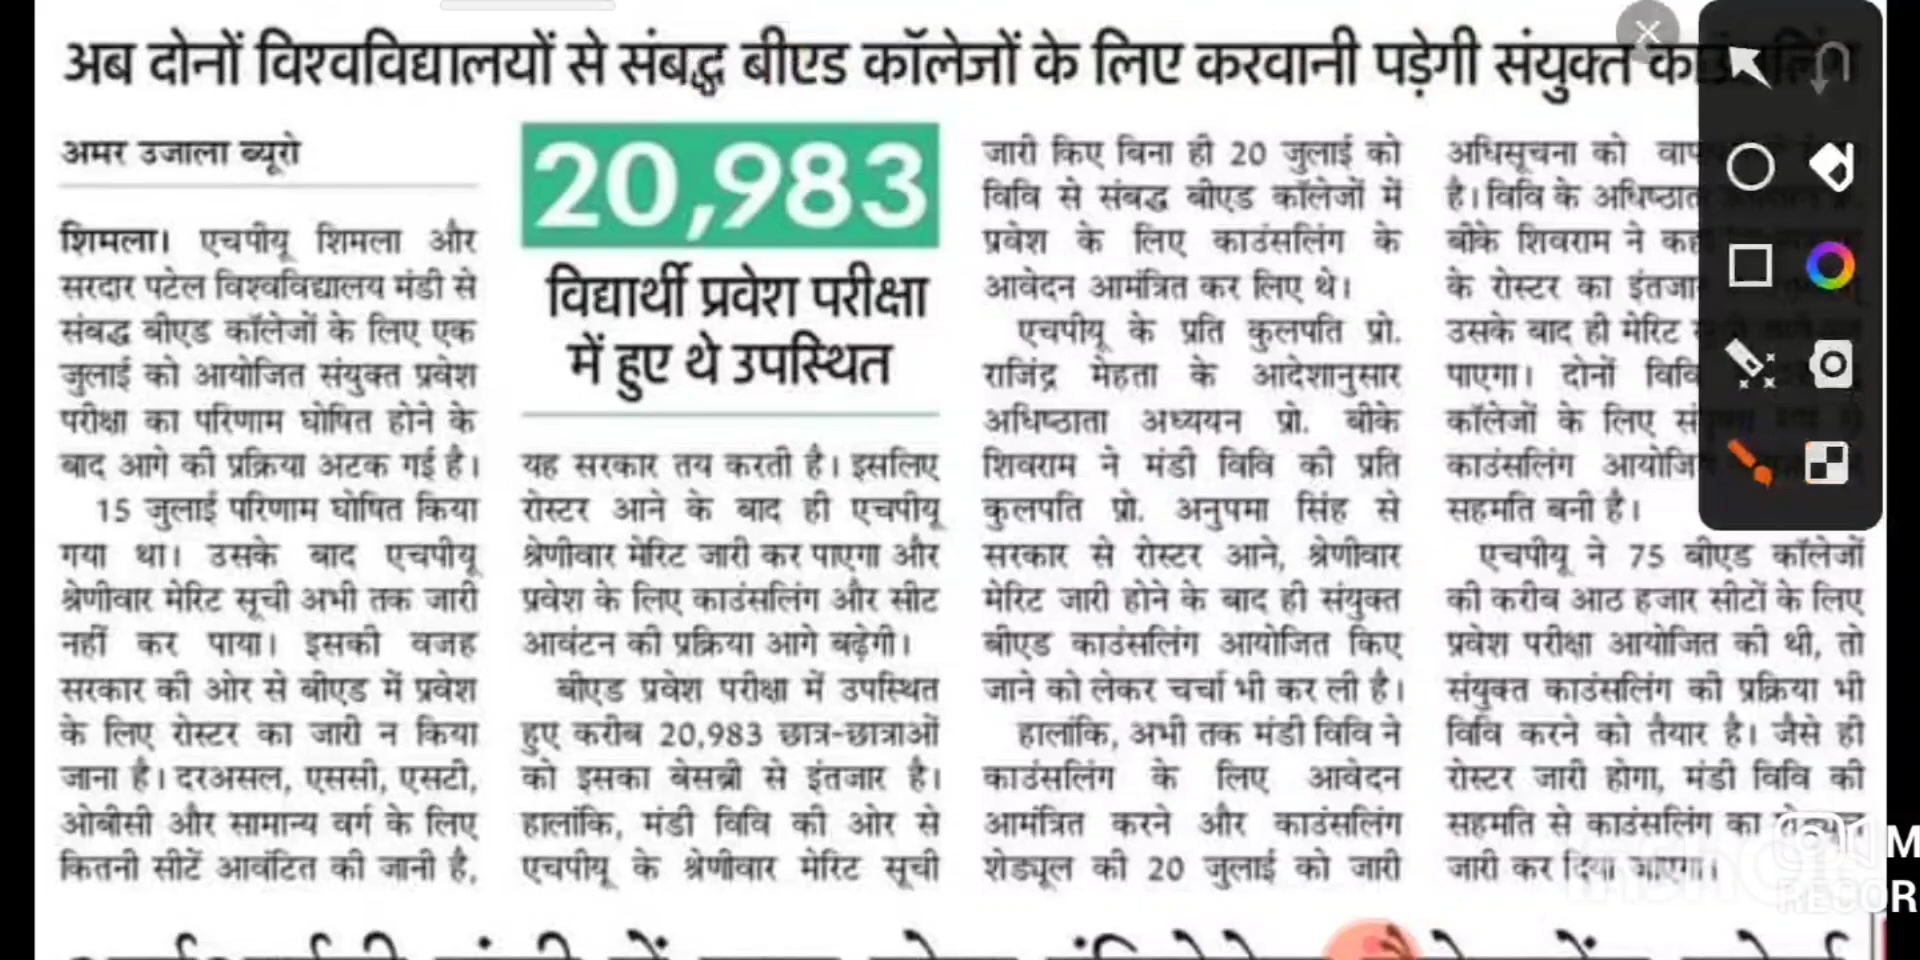 अब दोनों विश्वविद्यालयों से संबद्ध बीएड कॉलेजों के लिए करवानी पड़ेगी संयुक्त काउंसलिंग
अमर उजाला ब्यूरो
शिमला। एचपीयू शिमला और
सरदार पटेल विश्वविद्यालय मंडी से
संबद्ध बीएड कॉलेजों के लिए एक
जुलाई को आयोजित संयुक्त प्रवेश
परीक्षा का परिणाम घोषित होने के
बाद आगे की प्रक्रिया अटक गई है।
15 जुलाई परिणाम घोषित किया
गया था। उसके बाद एचपीयू
श्रेणीवार मेरिट सूची अभी तक जारी
नहीं कर पाया। इसकी वजह
सरकार की ओर से बीएड में प्रवेश
के लिए रोस्टर का जारी न किया
जाना है। दरअसल, एससी, एसटी,
ओबीसी और सामान्य वर्ग के लिए
कितनी सीटें आवंटित की जानी है,
20,983
विद्यार्थी प्रवेश परीक्षा
में हुए थे उपस्थित
यह सरकार तय करती है। इसलिए
रोस्टर आने के बाद ही एचपीयू
श्रेणीवार मेरिट जारी कर पाएगा और
प्रवेश के लिए काउंसलिंग और सीट
आवंटन की प्रक्रिया आगे बढ़ेगी।
बीएड प्रवेश परीक्षा में उपस्थित
हुए करीब 20,983 छात्र-छात्राओं
को इसका बेसब्री से इंतजार है।
हालांकि, मंडी विवि की ओर से
एचपीयू के श्रेणीवार मेरिट सूची
जारी किए बिना ही 20 जुलाई को
विवि से संबद्ध बीएड कॉलेजों में
प्रवेश के लिए काउंसलिंग के
आवेदन आमंत्रित कर लिए थे।
एचपीयू के प्रति कुलपति प्रो.
राजिंद्र मेहता के आदेशानुसार
अधिष्ठाता अध्ययन प्रो. बीके
शिवराम ने मंडी विवि की प्रति
कुलपति प्रो. अनुपमा सिंह से
सरकार से रोस्टर आने, श्रेणीवार
मेरिट जारी होने के बाद ही संयुक्त
बीएड काउंसलिंग आयोजित किए
जाने को लेकर चर्चा भी कर ली है।
हालांकि, अभी तक मंडी विवि ने
काउंसलिंग के लिए आवेदन
आमंत्रित करने और काउंसलिंग
शेड्यूल की 20 जुलाई को जारी
अधिसूचना को
है। विवि के
बीके शिवराम ने
के रोस्टर का
उसके बाद ही मेरिट
पाएगा। दोनों विवि
कॉलेजों के लिए
काउंसलिंग
सहमति बनी है।
एचपीयू ने 75 बीएड कॉलेजों
की करीब आठ हजार सीटों के लिए
प्रवेश परीक्षा आयोजित की थी, तो
संयुक्त काउंसलिंग की प्रक्रिया भी
विवि करने को तैयार है। जैसे ही
रोस्टर जारी होगा, मंडी विवि की
सहमति से काउंसलिंग का
जारी कर दिया जाएगा।